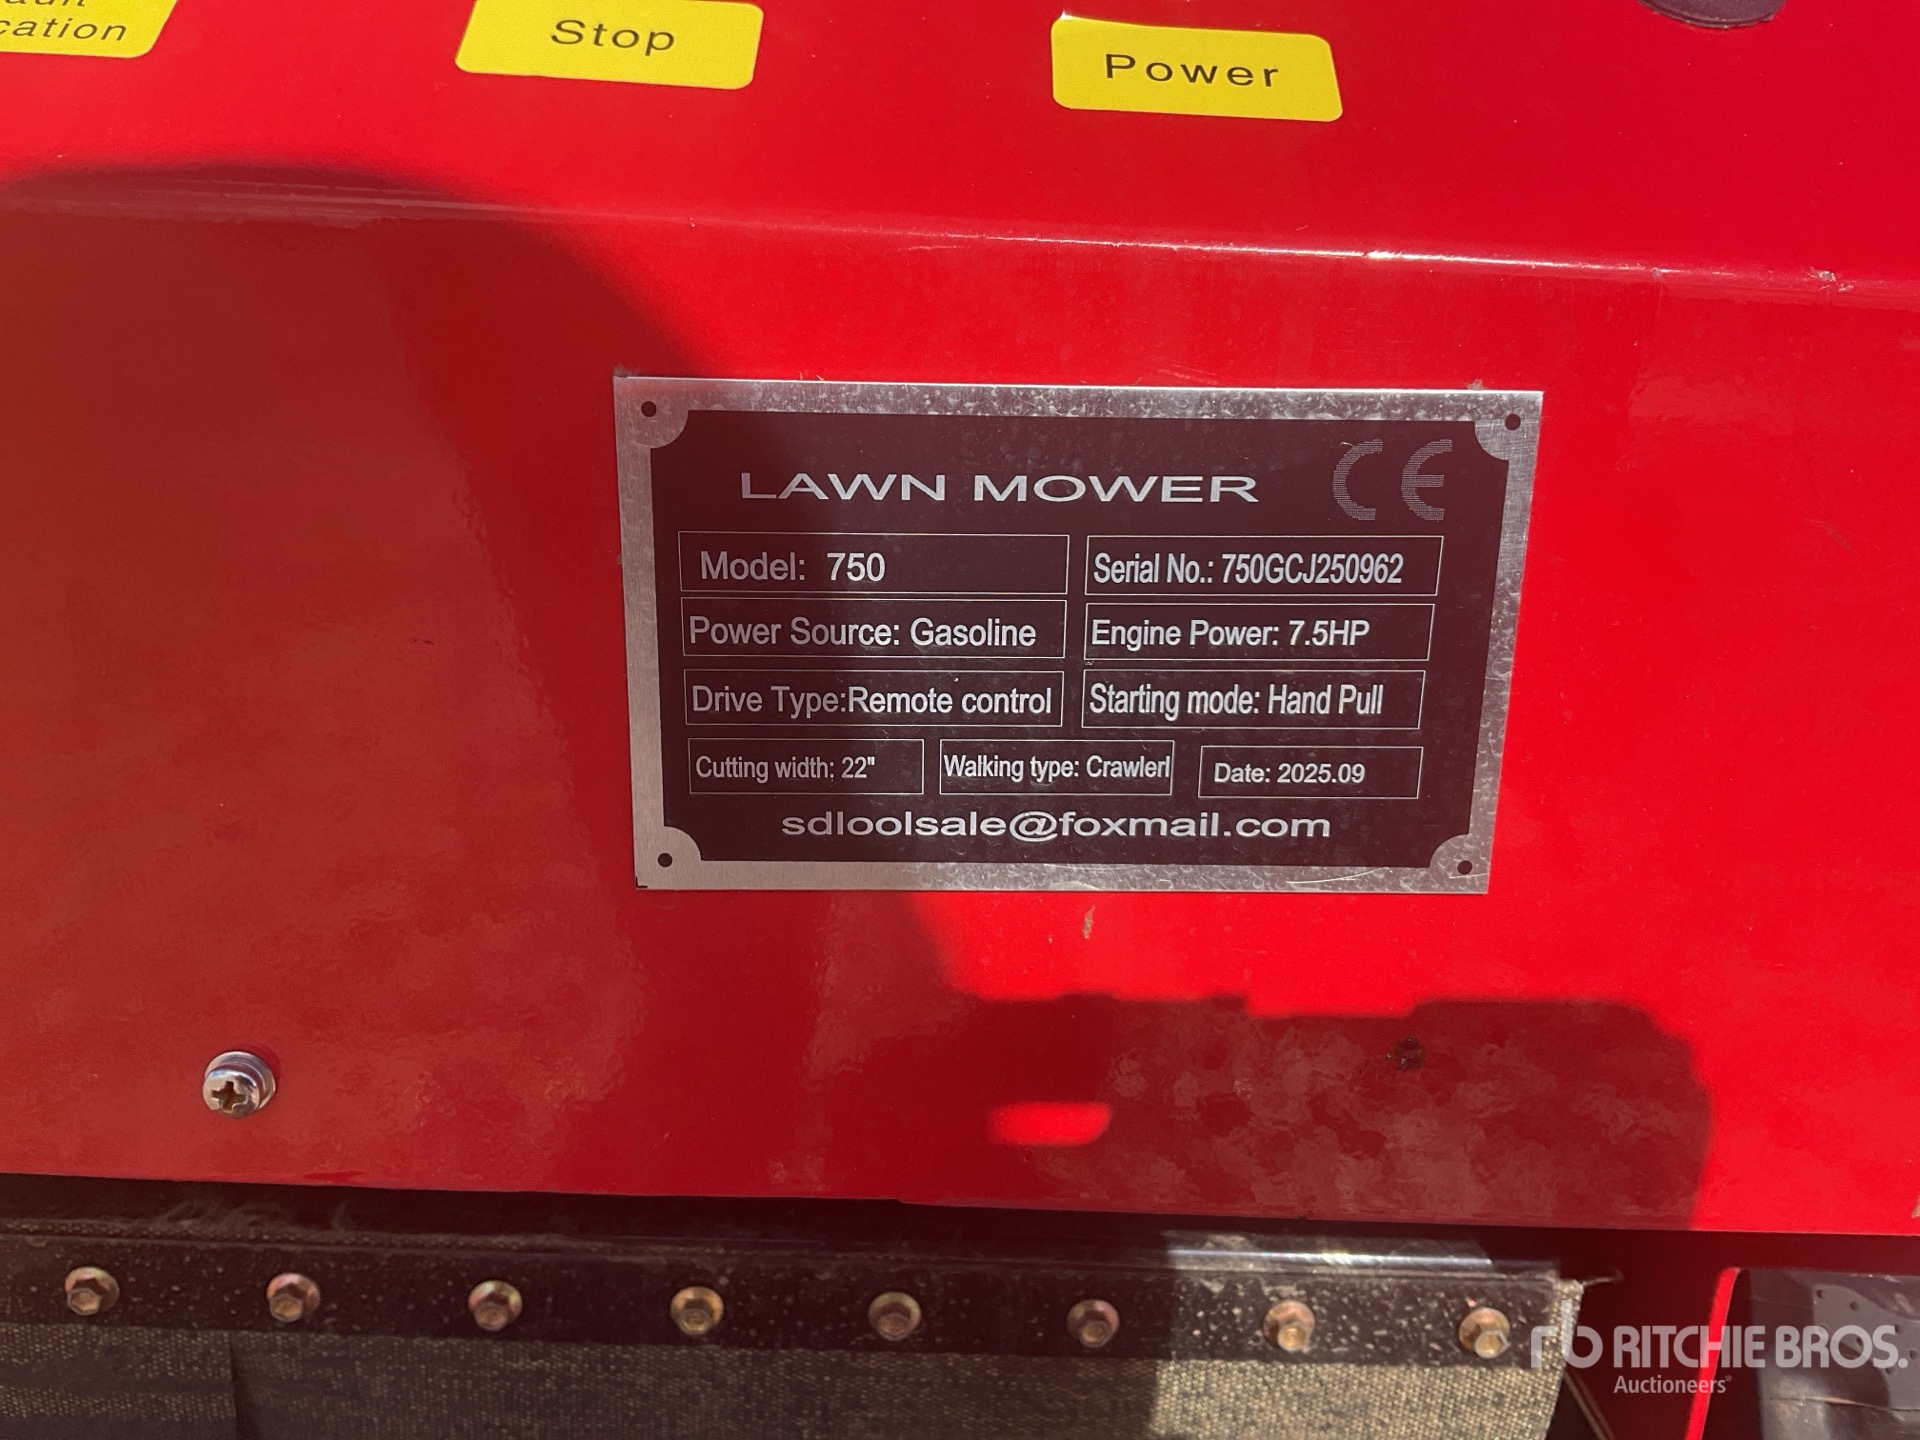 cation
Stop
Power
LAWN MOWER CE
Model: 750
Serial No.: 750GCJ250962
Power Source: Gasoline
Engine Power: 7.5HP
Drive Type:Remote control
Starting mode: Hand Pull
Cutting width: 22"
Walking type: Crawlerl
Date: 2025.09
sdloolsale@foxmail.com
rb RITCHIE BROS.
Auctioneers